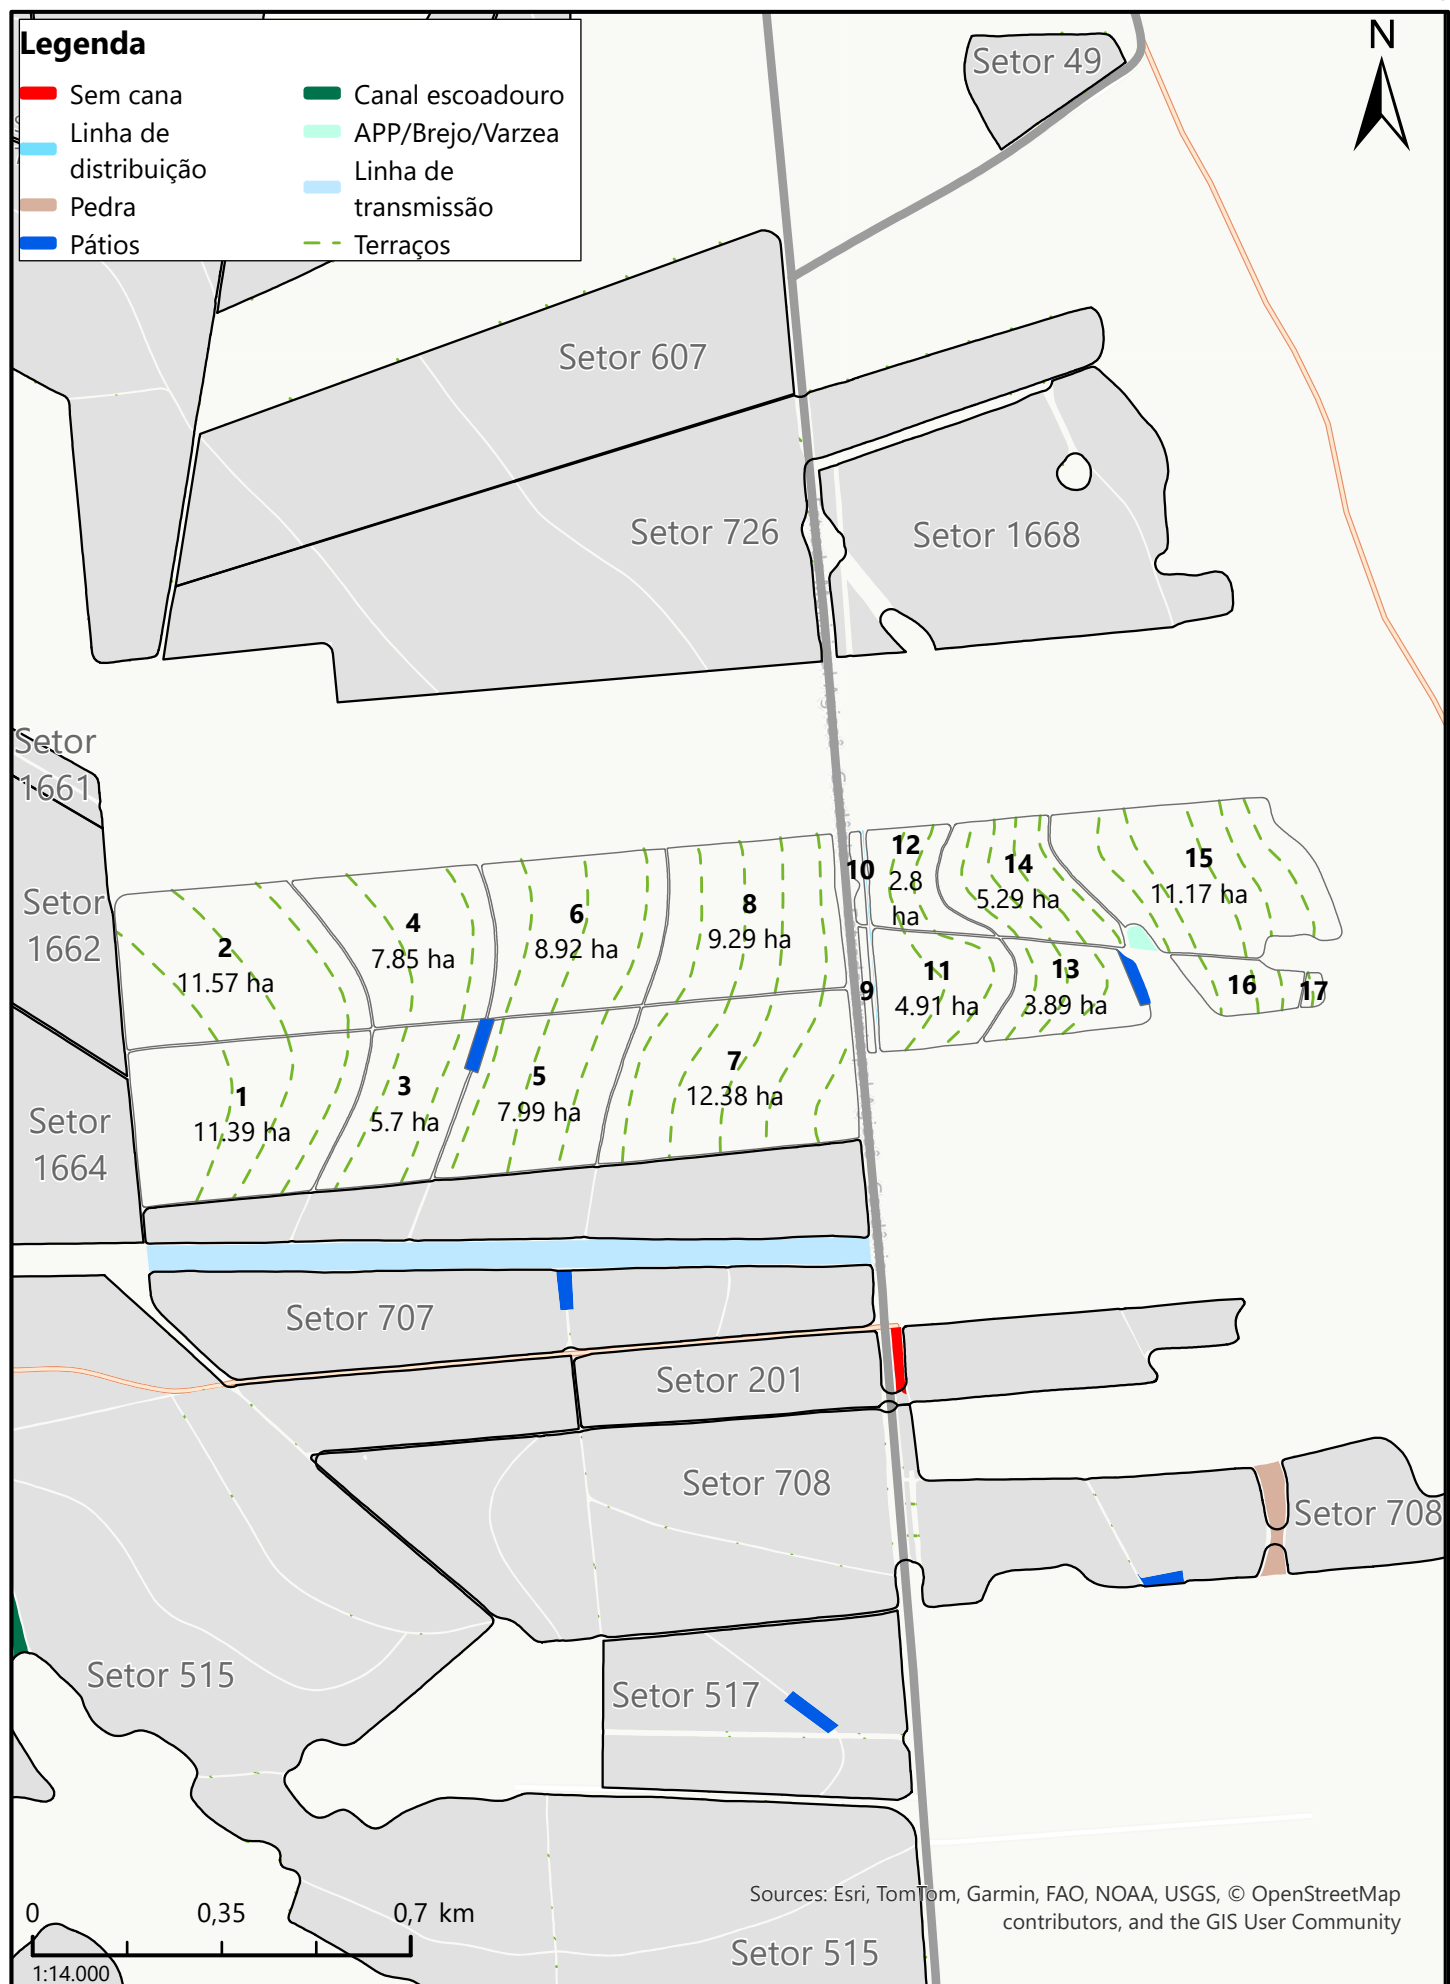 Legenda
Sem cana
Linha de
distribuição
Pedra
Pátios
Canal escoadouro
APP/Brejo/Varzea
Linha de
transmissão
Terraços
N
Setor 49
Setor 607
Setor 726
Setor 1668
Setor
1661
Setor
1662
Setor
1664
2
11.57 ha
4
7.85 ha
6
8.92 ha
8
9.29 ha
10
12
2.8
ha
14
5.29 ha
15
11.17 ha
1
11.39 ha
3
5.7 ha
5
7.99 ha
7
12.38 ha
9
11
4.91 ha
13
3.89 ha
16
17
Setor 707
Setor 201
Setor 708
Setor 708
Setor 515
Setor 517
Setor 515
0
0,35
0,7 km
1:14.000
Sources: Esri, TomTom, Garmin, FAO, NOAA, USGS, © OpenStreetMap
contributors, and the GIS User Community